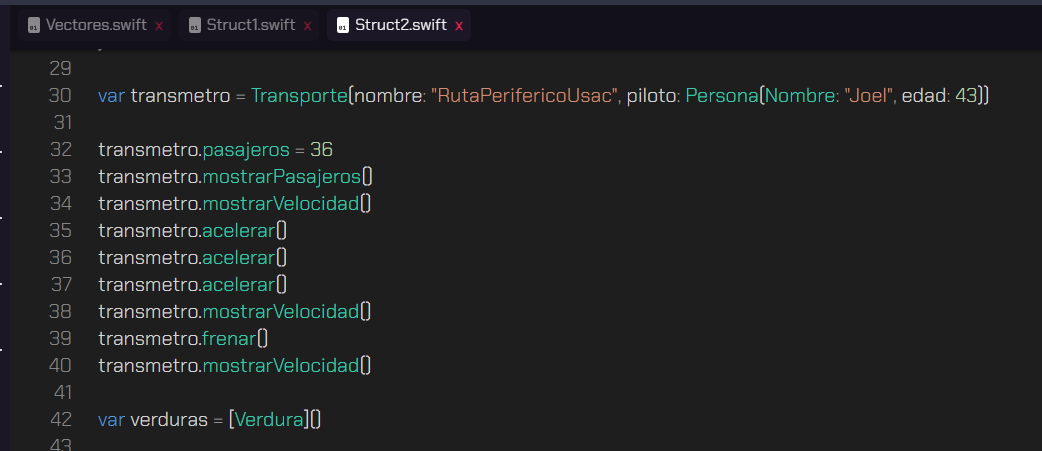 Vectores.swift x Struct1.swift x Struct2.swift x
29
30 var transmetro = Transporte(nombre: "RutaPerifericoUsac", piloto: Persona(Nombre: "Joel", edad: 43))
31
32 transmetro.pasajeros = 36
33 transmetro.mostrarPasajeros()
34 transmetro.mostrarVelocidad()
35 transmetro.acelerar()
36 transmetro.acelerar()
37 transmetro.acelerar()
38 transmetro.mostrarVelocidad()
39 transmetro.frenar()
40 transmetro.mostrarVelocidad()
41
42 var verduras = [Verdura]()
43